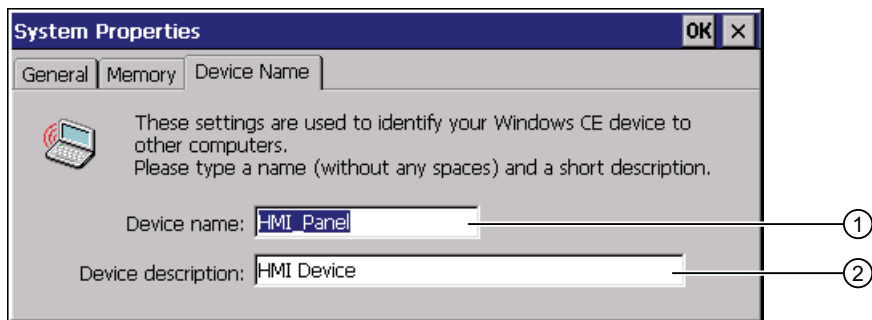 System Properties OK ×
General Memory Device Name
These settings are used to identify your Windows CE device to
other computers.
Please type a name (without any spaces) and a short description.
Device name: HMI_Panel 1
Device description: HMI Device 2